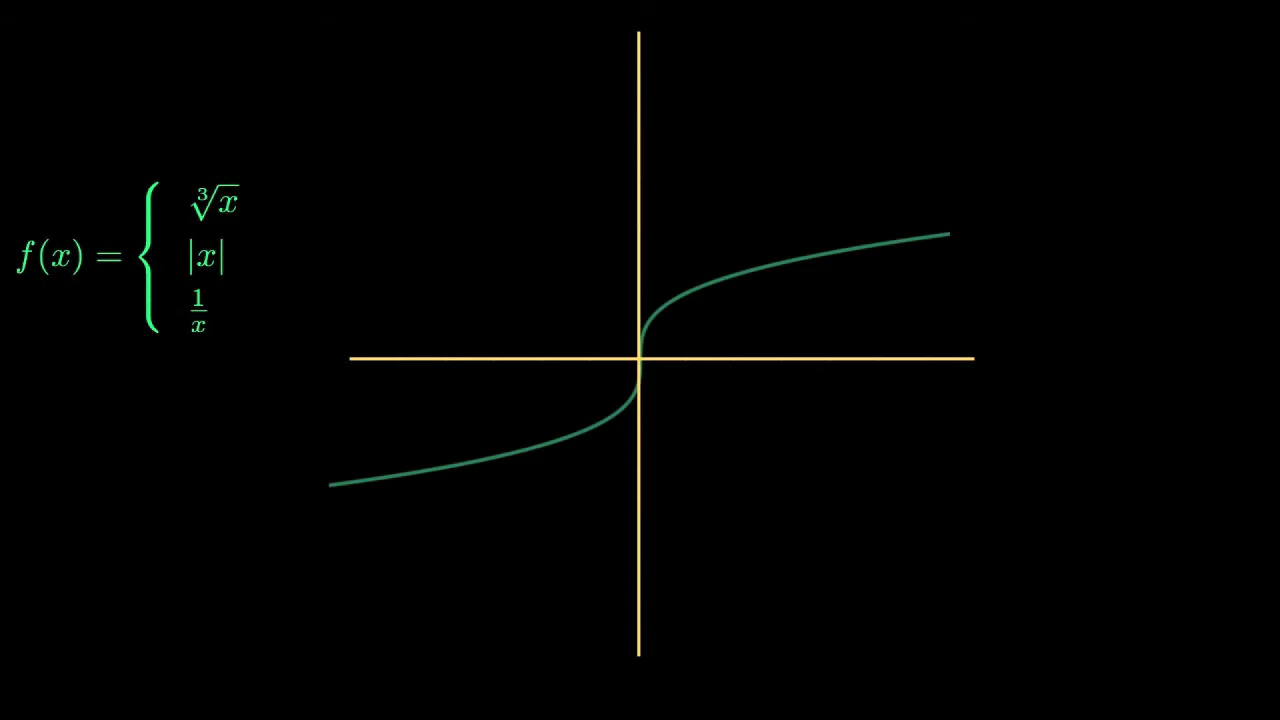 ∛x
f(x) = { |x|
1/x